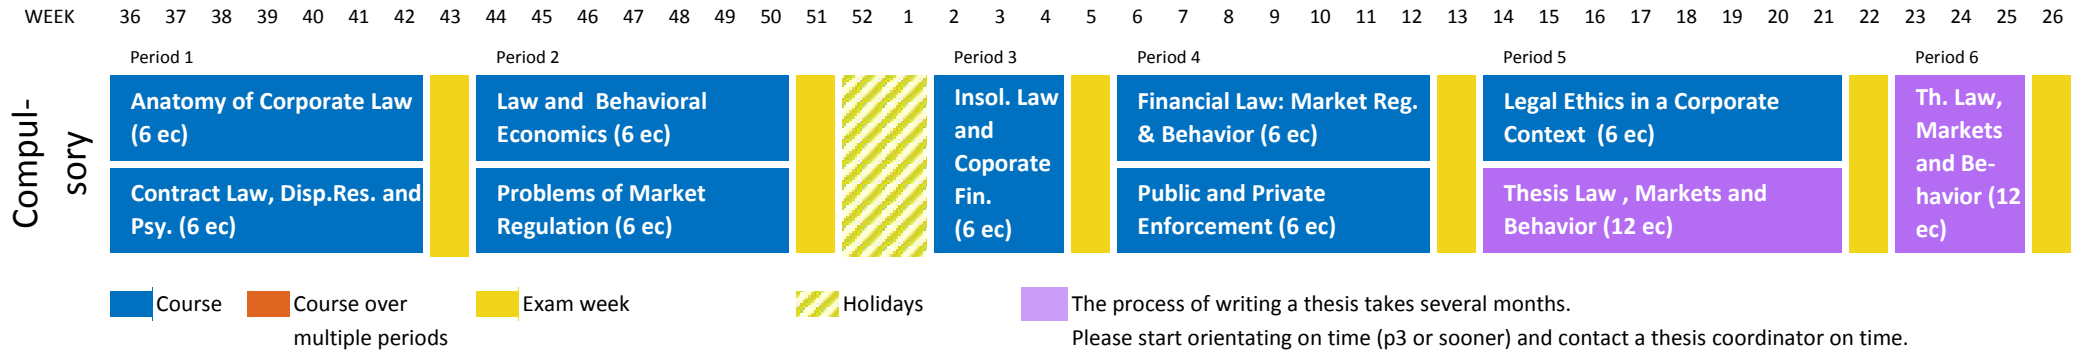 WEEK 36 37 38 39 40 41 42 43 44 45 46 47 48 49 50 51 52 1 2 3 4 5 6 7 8 9 10 11 12 13 14 15 16 17 18 19 20 21 22 23 24 25 26
Period 1 Period 2 Period 3 Period 4 Period 5 Period 6
Compul-
sory
Anatomy of Corporate Law
(6 ec)
Contract Law, Disp.Res. and
Psy. (6 ec)
Law and Behavioral
Economics (6 ec)
Problems of Market
Regulation (6 ec)
Insol. Law
and
Coporate
Fin.
(6 ec)
Financial Law: Market Reg.
& Behavior (6 ec)
Public and Private
Enforcement (6 ec)
Legal Ethics in a Corporate
Context (6 ec)
Thesis Law , Markets and
Behavior (12 ec)
Th. Law,
Markets
and Be-
havior (12
ec)
Course
Course over
multiple periods
Exam week
Holidays
The process of writing a thesis takes several months.
Please start orientating on time (p3 or sooner) and contact a thesis coordinator on time.